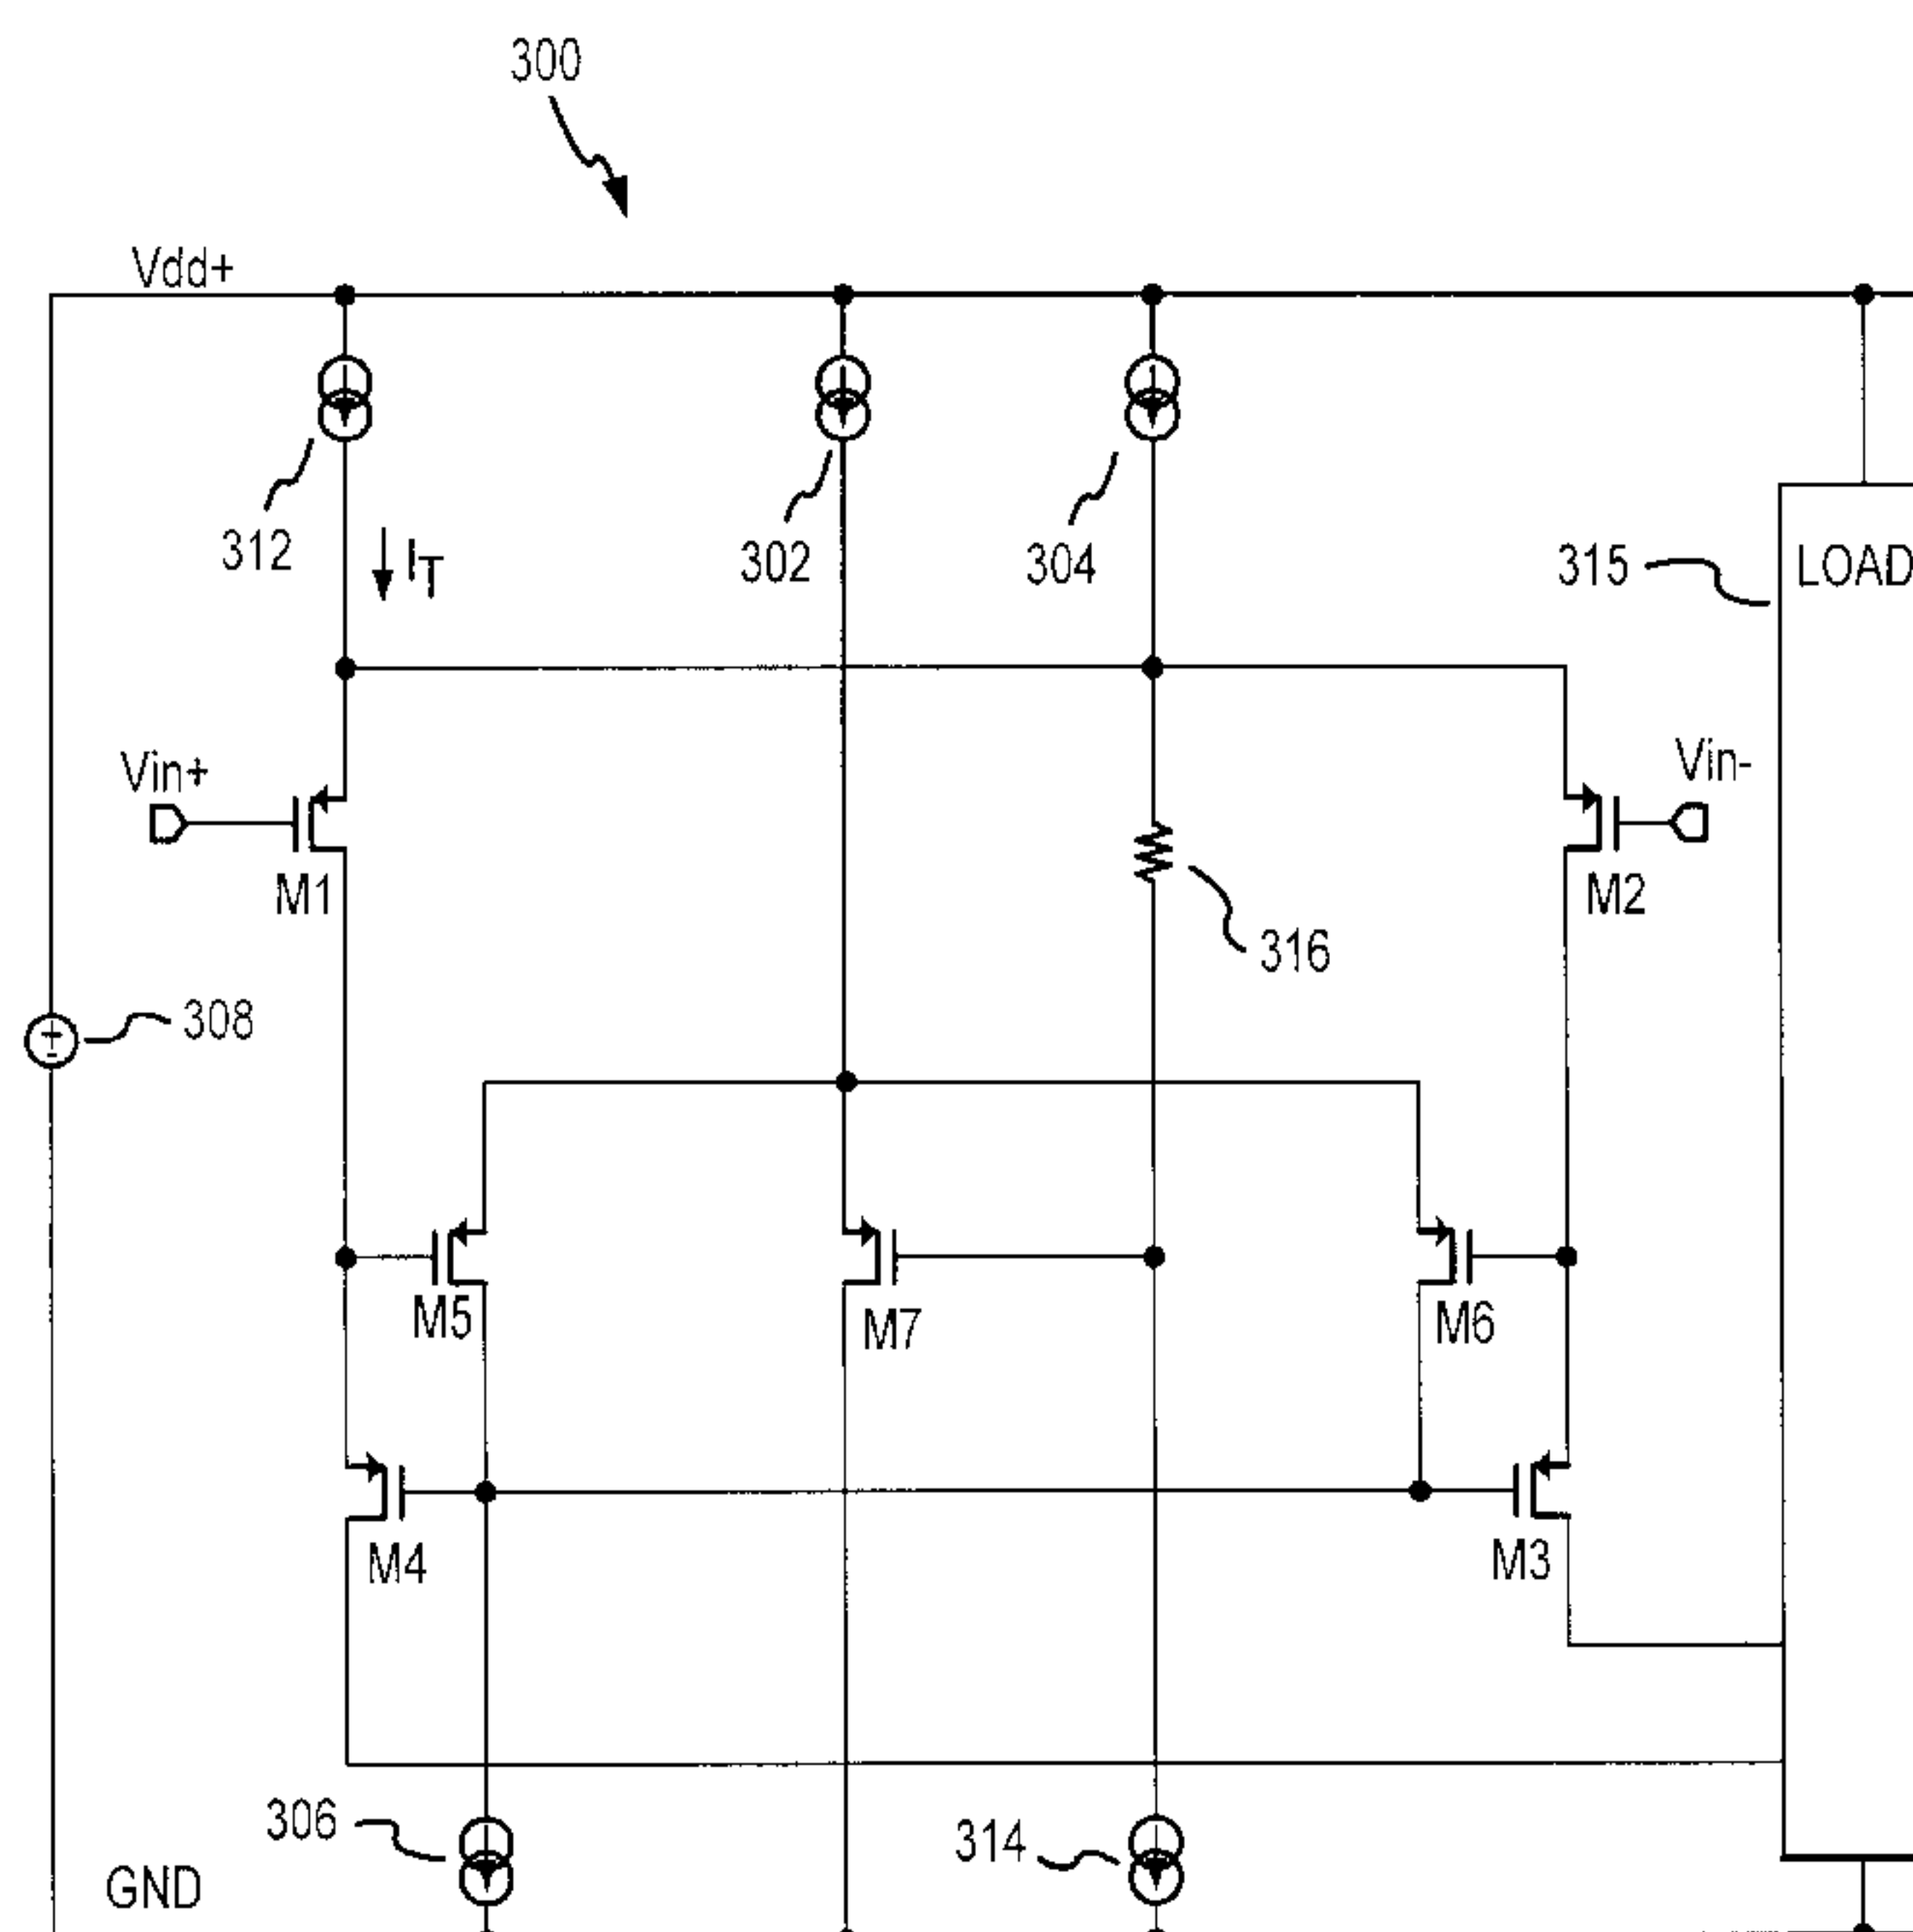 300
Vdd+
312
I_T
302
304
315
LOAD
Vin+
Vin-
M1
M2
316
308
+
-
M5
M7
M6
M4
M3
306
314
GND